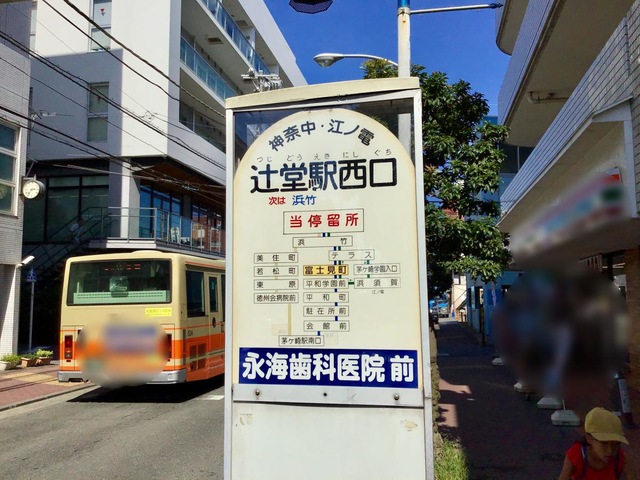 神奈中・江ノ電
つじ どう えき にし ぐち
辻堂駅西口
次は 浜竹
当停留所
浜 竹
美住町 テラス
若松町 富士見町 茅ケ崎学園入口
東 原 平和学園前 浜須賀
徳州会病院前 平和町 江ノ電
駐在所前
会館前
茅ケ崎駅南口
永海歯科医院 前